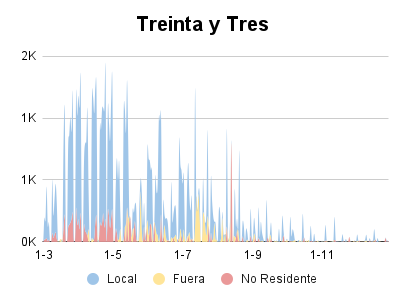 Treinta y Tres
2K
1K
1K
0K
1-3 1-5 1-7 1-9 1-11
Local Fuera No Residente